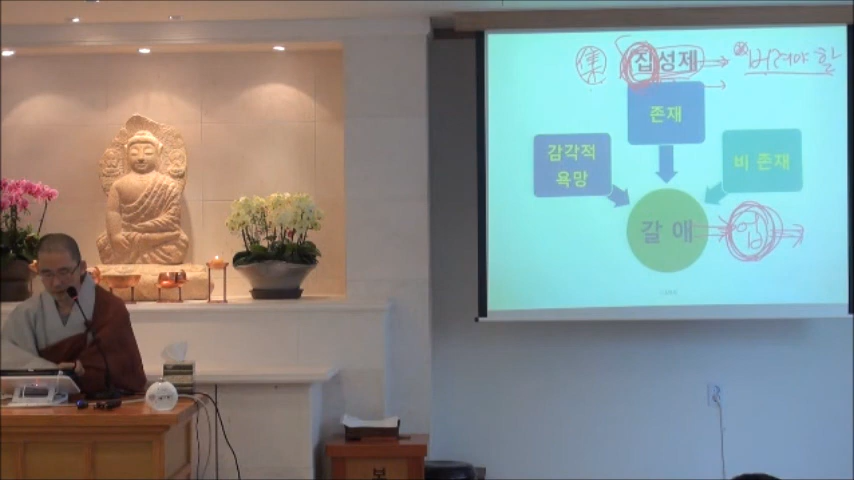 集 집성제 → 버려야 할
존재
감각적
욕망
비 존재
갈 애
업